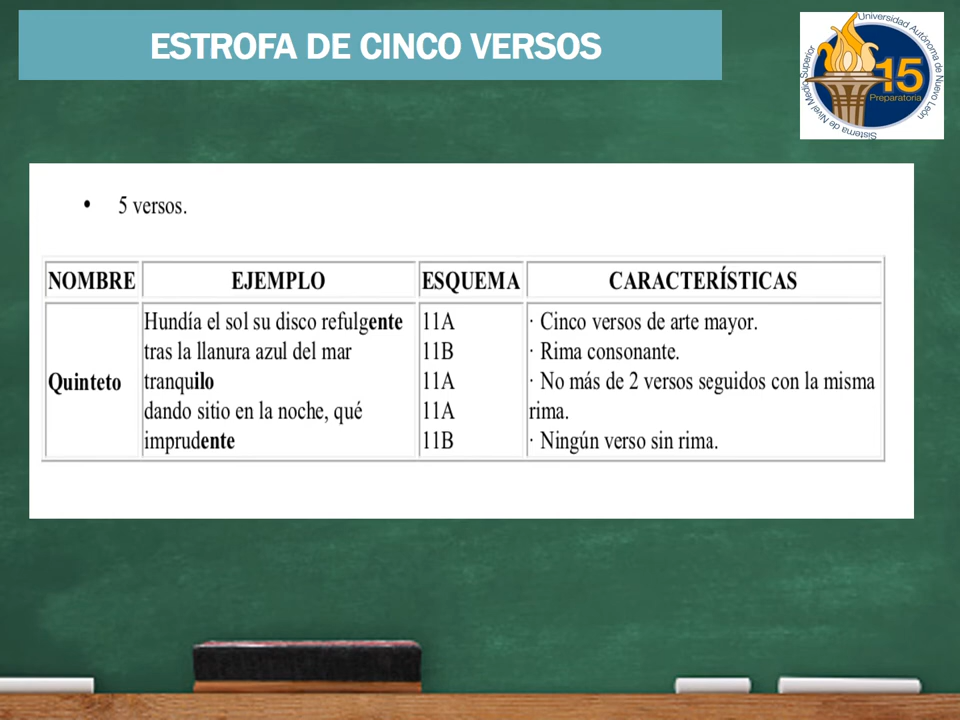 ESTROFA DE CINCO VERSOS
Universidad Autónoma de Nuevo León
Sistema de Nivel Medio Superior
15
Preparatoria
• 5 versos.
NOMBRE EJEMPLO ESQUEMA CARACTERÍSTICAS
Quinteto
Hundía el sol su disco refulgente
tras la llanura azul del mar
tranquilo
dando sitio en la noche, qué
imprudente
11A
11B
11A
11A
11B
· Cinco versos de arte mayor.
· Rima consonante.
· No más de 2 versos seguidos con la misma
rima.
· Ningún verso sin rima.